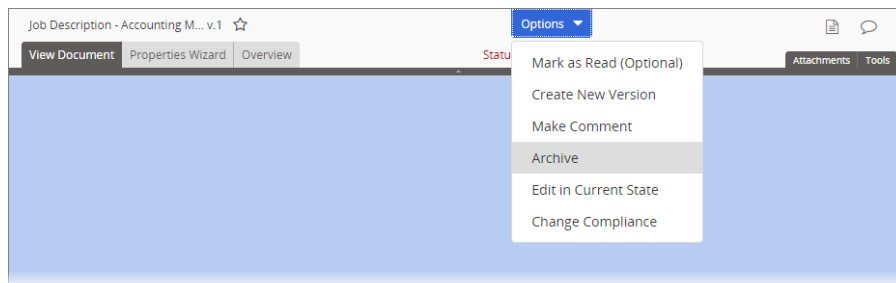 Job Description - Accounting M... v.1
Options
View Document
Properties Wizard
Overview
Statu
Attachments
Tools
Mark as Read (Optional)
Create New Version
Make Comment
Archive
Edit in Current State
Change Compliance